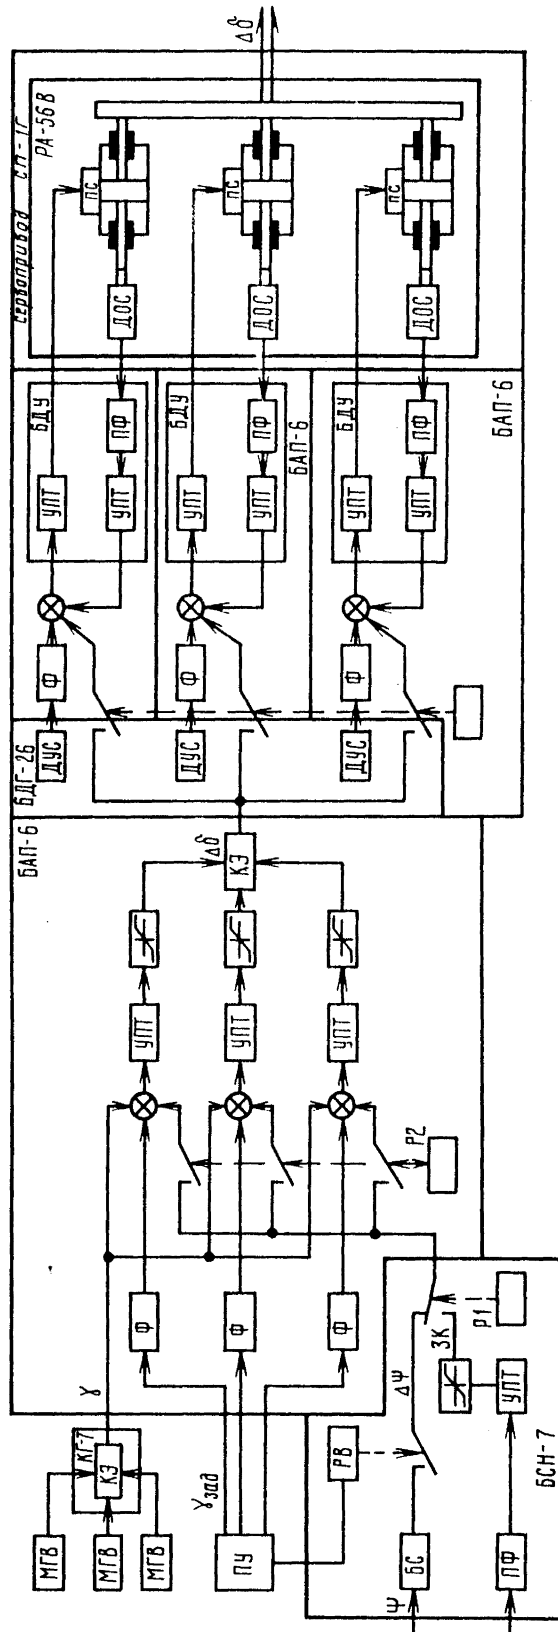 МГВ
МГВ
МГВ
КГ-7
КЭ
γ
ПУ
γзад
РВ
Ψ
БС
ПФ
БСН-7
ΔΨ
ЗК
УПТ
Р1
Ф
Ф
Ф
Р2
УПТ
УПТ
УПТ
КЭ
Δδ
БАП-6
БДГ-26
ДУС
ДУС
ДУС
Ф
Ф
Ф
УПТ
УПТ
ПФ
БДУ
УПТ
УПТ
ПФ
БДУ
БАП-6
УПТ
УПТ
ПФ
БДУ
БАП-6
сервопривод СП-1Г
РА-56В
ПС
ДОС
ПС
ДОС
ПС
ДОС
Δδ